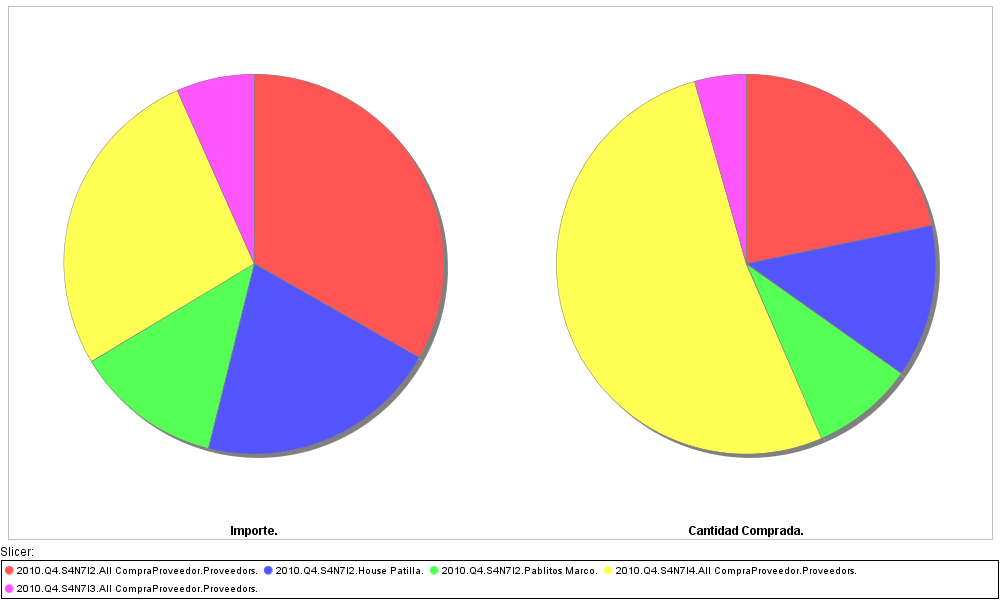 Importe.
Cantidad Comprada.
Slicer:
2010.Q4.S4N7I2.All CompraProveedor.Proveedors. 2010.Q4.S4N7I2.House Patilla. 2010.Q4.S4N7I2.Pablitos Marco. 2010.Q4.S4N7I4.All CompraProveedor.Proveedors.
2010.Q4.S4N7I3.All CompraProveedor.Proveedors.